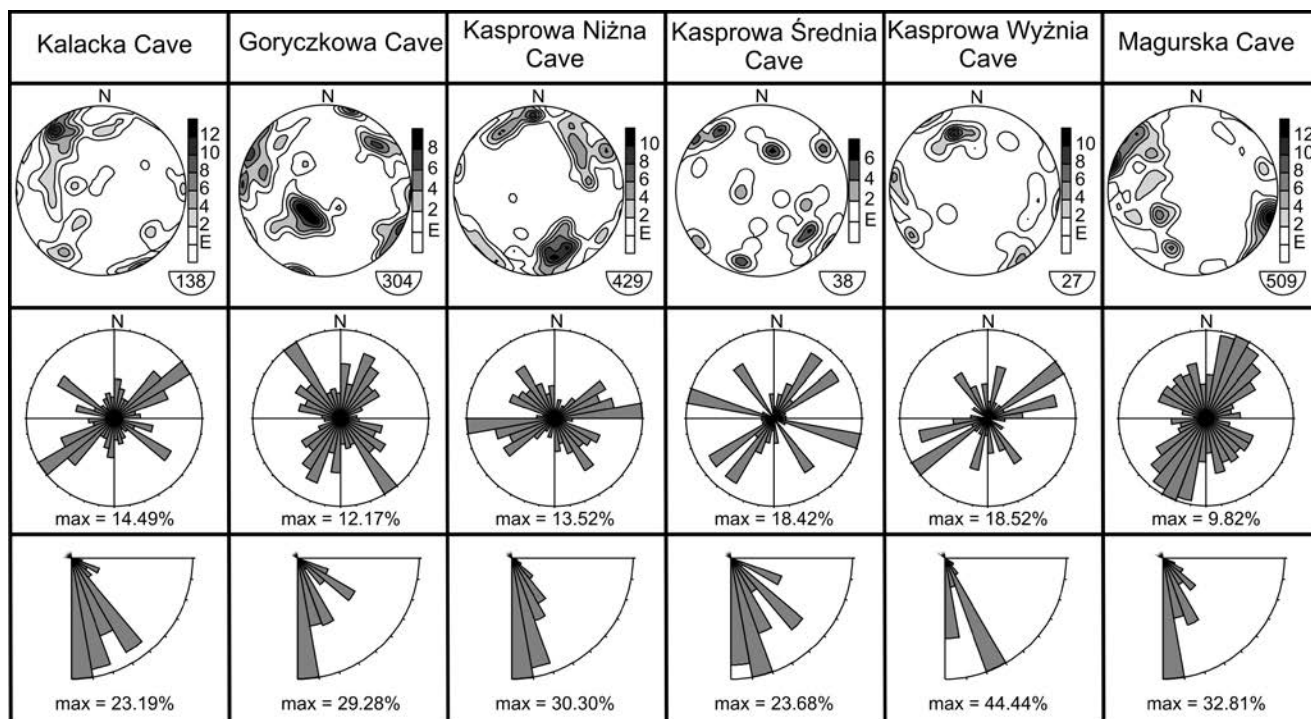 Kalacka Cave
Goryczkowa Cave
Kasprowa Niżna
Cave
Kasprowa Średnia
Cave
Kasprowa Wyżnia
Cave
Magurska Cave
N
12
10
8
6
4
2
E
138
N
8
6
4
2
E
304
N
10
8
6
4
2
E
429
N
6
4
2
E
38
N
10
8
6
4
2
E
27
N
12
10
8
6
4
2
E
509
N
max = 14.49%
N
max = 12.17%
N
max = 13.52%
N
max = 18.42%
N
max = 18.52%
N
max = 9.82%
max = 23.19%
max = 29.28%
max = 30.30%
max = 23.68%
max = 44.44%
max = 32.81%